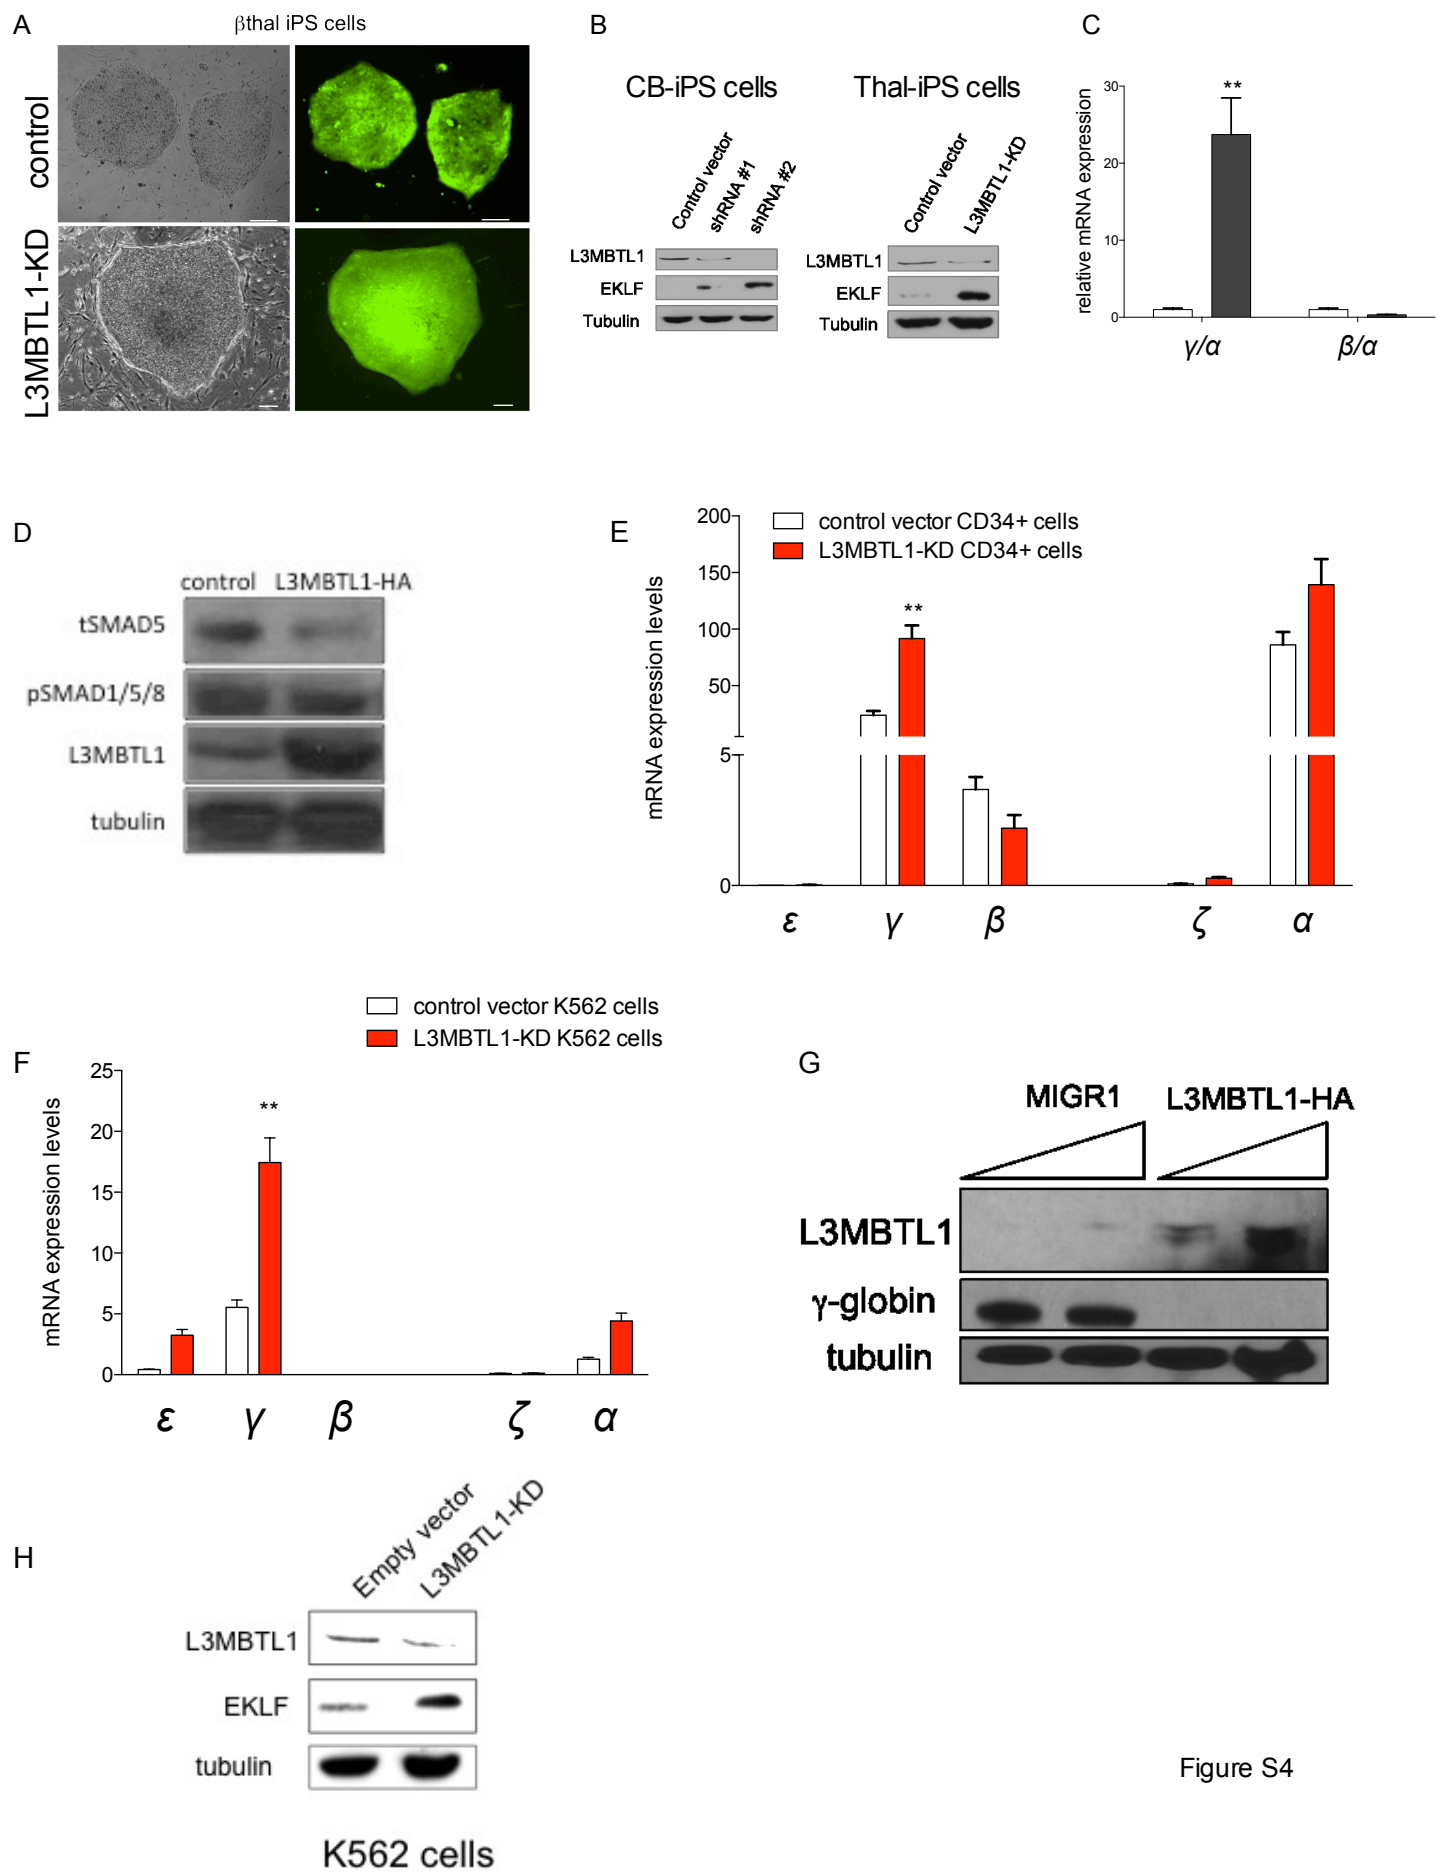 A
βthal iPS cells
control
L3MBTL1-KD
B
CB-iPS cells
Thal-iPS cells
Control vector
shRNA #1
shRNA #2
Control vector
L3MBTL1-KD
L3MBTL1
EKLF
Tubulin
L3MBTL1
EKLF
Tubulin
C
relative mRNA expression
30
20
10
0
**
γ/α
β/α
D
control L3MBTL1-HA
tSMAD5
pSMAD1/5/8
L3MBTL1
tubulin
E
control vector CD34+ cells
L3MBTL1-KD CD34+ cells
mRNA expression levels
200
150
100
50
5
0
**
ε γ β ζ α
F
control vector K562 cells
L3MBTL1-KD K562 cells
mRNA expression levels
25
20
15
10
5
0
**
ε γ β ζ α
G
MIGR1 L3MBTL1-HA
L3MBTL1
γ-globin
tubulin
H
Empty vector
L3MBTL1-KD
L3MBTL1
EKLF
tubulin
K562 cells
Figure S4